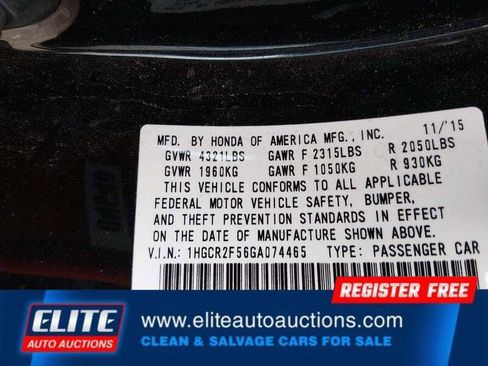 MFD. BY HONDA OF AMERICA MFG., INC. 11/'15
GVWR 4321LBS GAWR F 2315LBS R 2050LBS
GVWR 1960KG GAWR F 1050KG R 930KG
THIS VEHICLE CONFORMS TO ALL APPLICABLE
FEDERAL MOTOR VEHICLE SAFETY, BUMPER,
AND THEFT PREVENTION STANDARDS IN EFFECT
ON THE DATE OF MANUFACTURE SHOWN ABOVE.
V.I.N.: 1HGCR2F56GA074465 TYPE: PASSENGER CAR
REGISTER FREE!
ELITE
AUTO AUCTIONS
www.eliteautoauctions.com
CLEAN & SALVAGE CARS FOR SALE